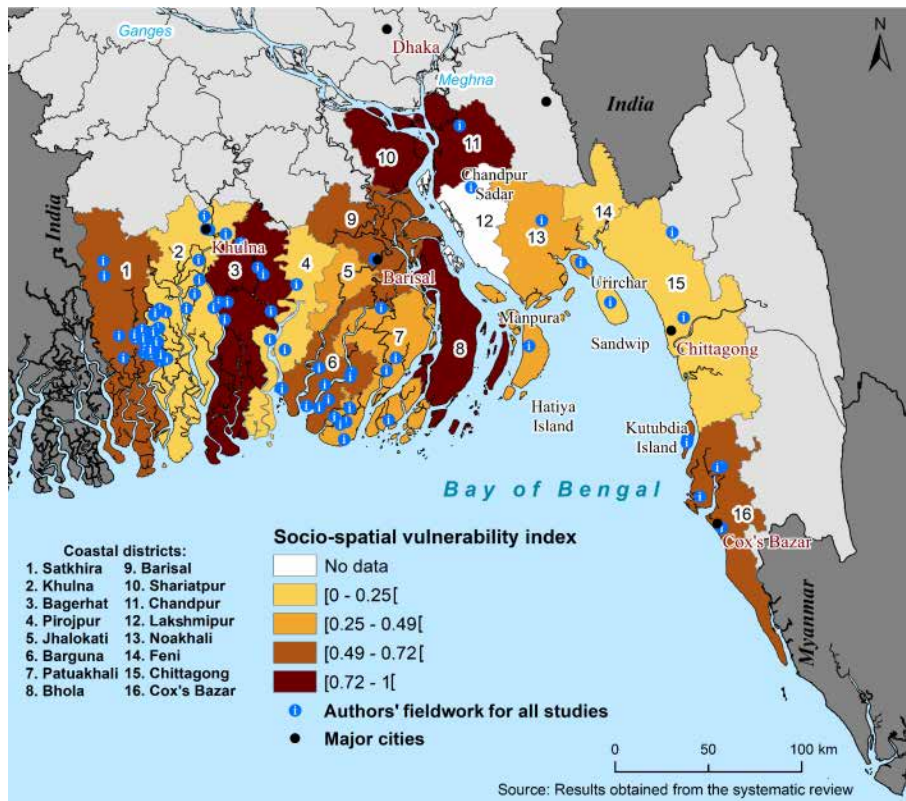 Ganges
Dhaka
N
Meghna
India
11
10
Chandpur
Sadar
India
9
12
14
13
2
Khulna
1
3
4
5
Barisal
Urirchar
15
Manpura
7
Sandwip
8
Chittagong
6
Hatiya
Island
Kutubdia
Island
Bay of Bengal
16
Cox's Bazar
Myanmar
Coastal districts:
1. Satkhira 9. Barisal
2. Khulna 10. Shariatpur
3. Bagerhat 11. Chandpur
4. Pirojpur 12. Lakshmipur
5. Jhalokati 13. Noakhali
6. Barguna 14. Feni
7. Patuakhali 15. Chittagong
8. Bhola 16. Cox's Bazar
Socio-spatial vulnerability index
No data
[0 - 0.25[
[0.25 - 0.49[
[0.49 - 0.72[
[0.72 - 1[
i Authors' fieldwork for all studies
Major cities
0 50 100 km
Source: Results obtained from the systematic review